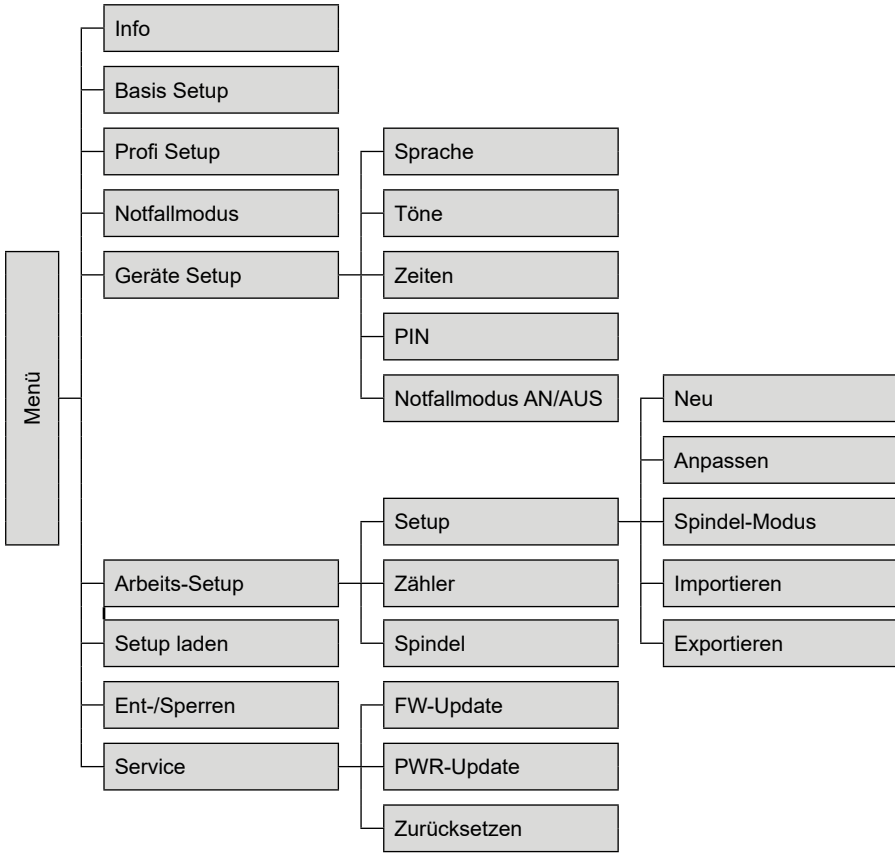 Menü
Info
Basis Setup
Profi Setup
Notfallmodus
Geräte Setup
Sprache
Töne
Zeiten
PIN
Notfallmodus AN/AUS
Arbeits-Setup
Setup
Neu
Anpassen
Spindel-Modus
Importieren
Exportieren
Zähler
Spindel
Setup laden
Ent-/Sperren
Service
FW-Update
PWR-Update
Zurücksetzen